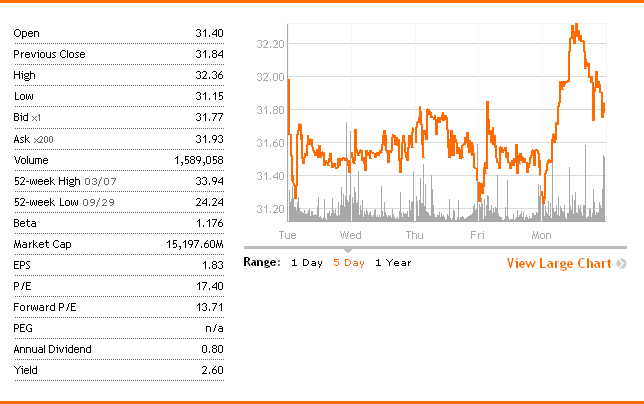 Open 31.40
Previous Close 31.84
High 32.36
Low 31.15
Bid x1 31.77
Ask x200 31.93
Volume 1,589,058
52-week High 03/07 33.94
52-week Low 09/29 24.24
Beta 1.176
Market Cap 15,197.60M
EPS 1.83
P/E 17.40
Forward P/E 13.71
PEG n/a
Annual Dividend 0.80
Yield 2.60
32.20
32.00
31.80
31.60
31.40
31.20
Tue Wed Thu Fri Mon
Range: 1 Day 5 Day 1 Year
View Large Chart